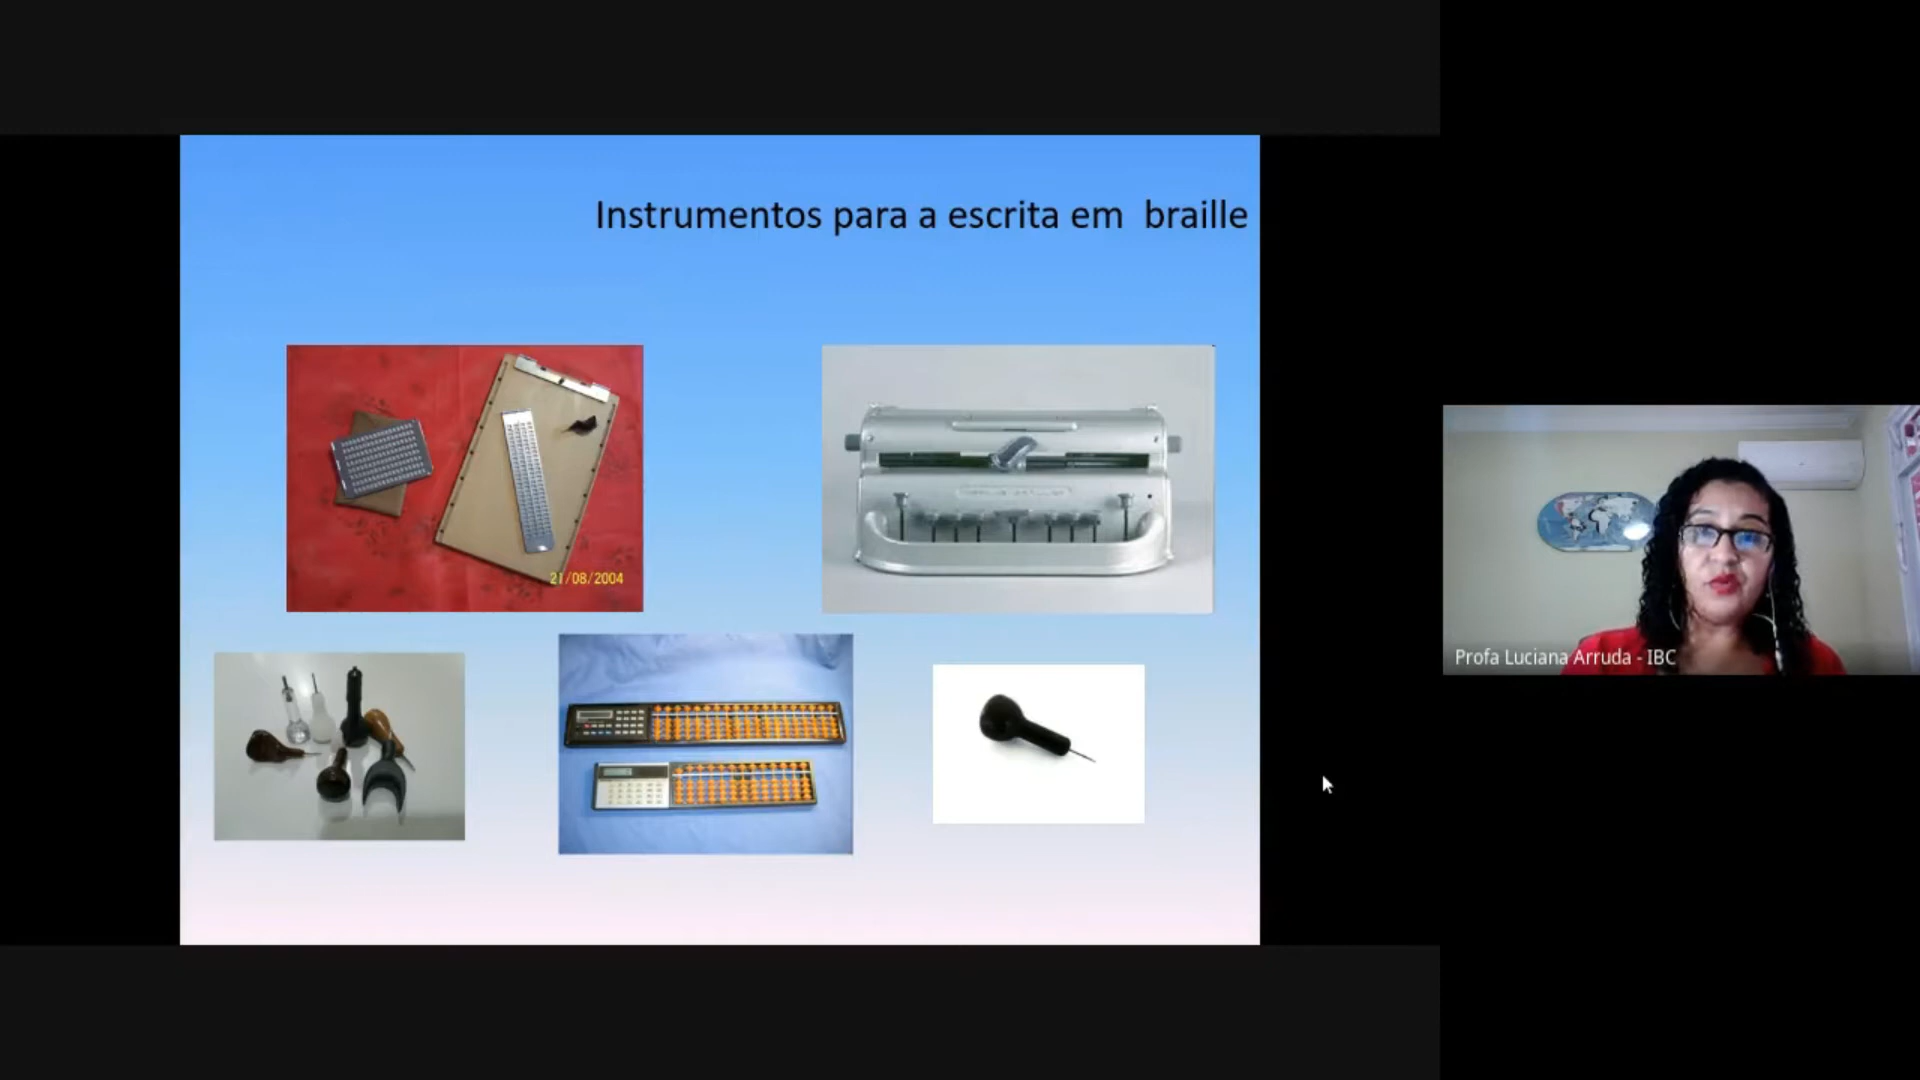 Instrumentos para a escrita em  braille
21/08/2004
Profa Luciana Arruda - IBC